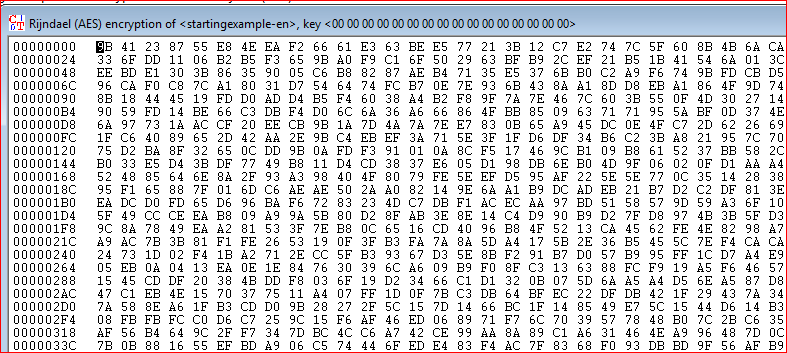 Rijndael (AES) encryption of <startingexample-en>, key <00 00 00 00 00 00 00 00 00 00 00 00 00 00 00 00>
00000000 9B 41 23 87 55 E8 4E EA F2 66 61 E3 63 BE E5 77 21 3B 12 C7 E2 74 7C 5F 60 8B 4B 6A CA
00000024 33 6F DD 11 06 B2 B5 F3 65 9B A0 F9 C1 6F 50 29 63 BF B9 2C EF 21 B5 1B 41 54 6A 01 3C
00000048 EE BD E1 30 3B 86 35 90 05 C6 B8 82 87 AE B4 71 35 E5 37 6B B0 C2 A9 F6 74 9B FD CB D5
0000006C 96 CA F0 C8 7C A1 80 31 D7 54 64 74 FC B7 0E 7E 93 6B 43 8A A1 8D D8 EB A1 86 4F 9D 74
00000090 8B 18 44 45 19 FD D0 AD D4 B5 F4 60 38 A4 B2 F8 9F 7A 7E 46 7C 60 3B 55 0F 4D 30 27 14
000000B4 90 59 FD 14 BE 66 C3 DB F4 D0 6C 6A 36 A6 66 86 4F BB 85 09 63 71 71 95 5A BF 0D 37 4E
000000D8 6A 97 73 1A AC CF 20 EE CB 9B 1A 7D 4A 7A 7E E7 83 0B 65 A9 45 DC 0E 4F C7 2D 62 26 69
000000FC 1F C6 40 89 65 2D 42 AA 2E 9B C4 EB EF 3A 71 5E 3F 1F D6 DF 34 B6 C2 3B A8 21 95 7C 70
00000120 75 D2 BA 8F 32 65 0C DD 9B 0A FD F3 91 01 0A 8C F5 17 46 9C B1 09 B8 61 52 37 BB 58 2C
00000144 B0 33 E5 D4 3B DF 77 49 B8 11 D4 CD 38 37 E6 05 D1 98 DB 6E B0 4D 9F 06 02 0F D1 AA A4
00000168 52 48 85 64 6E 8A 2F 93 A3 98 40 4F 80 79 FE 5E EF D5 95 AF 22 5E 5E 77 0C 35 14 28 38
0000018C 95 F1 65 88 7F 01 6D C6 AE AE 52 2A A0 82 14 9E 6A A1 B9 DC AD EB 21 B7 D2 C2 DF 81 3E
000001B0 EA DC D0 FD 65 D6 96 BA F6 72 83 23 4D C7 DB F1 AC EC AA 97 BD 51 58 57 9D 59 A3 6F 10
000001D4 5F 49 CC CE EA B8 09 A9 9A 5B 80 D2 8F AB 3E 8E 14 C4 D9 90 B9 D2 7F D8 97 4B 3B 5F D3
000001F8 9C 8A 78 49 EA A2 81 53 3F 7E B8 0C 65 16 CD 40 96 B8 4F 52 13 CA 45 62 FE 4E 82 98 A7
0000021C A9 AC 7B 3B 81 F1 FE 26 53 19 0F 3F B3 FA 7A 8A 5D A4 17 5B 2E 36 B5 45 5C 7E F4 CA CA
00000240 24 73 1D 02 F4 1B A2 71 2E CC 5F B3 93 67 D3 5E 8B F2 91 B7 D0 57 B9 95 FF 1C D7 A4 E9
00000264 05 EB 0A 04 13 EA 0E 1E 84 76 30 39 6C A6 09 B9 F0 8F C3 13 63 88 FC F9 19 A5 F6 46 57
00000288 15 45 CD DF 20 38 4B DD F8 03 6F 19 D2 34 66 C1 D1 32 0B 07 5D 6A A5 A4 D5 6E A5 87 D8
000002AC 47 C1 EB 4E 15 70 37 75 11 A4 07 FF 1D 0F 7B C3 DB 64 BF EC 22 DF DB 42 1F 29 43 7A 34
000002D0 7A 58 8E A6 1F B3 CD D0 9B 28 27 2F 5C 15 7D 14 66 BC 1F 14 85 49 E7 5C 15 44 D6 14 B3
000002F4 08 FB FB FC C0 D6 C7 25 9C 15 F6 AF 46 ED 06 89 71 F7 6C 70 39 57 78 48 B0 7C 2B C6 35
00000318 AF 56 B4 64 9C 2F F7 34 7D BC 4C C6 A7 42 CE 99 AA 8A 89 C1 A6 31 46 4E A9 96 48 7D 0C
0000033C 7B 0B 88 16 55 EF BD A9 06 C5 74 44 6F ED E4 83 F4 AC 7F 83 68 F0 93 DB BD 9F 56 AF B9